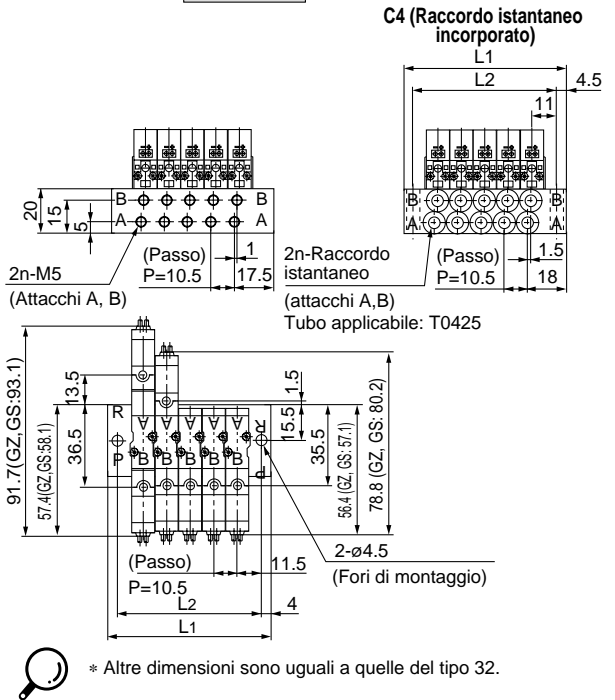 C4 (Raccordo istantaneo
incorporato)
L1
L2
4.5
11
B B
A A
20
15
5
(Passo)
P=10.5
1
17.5
2n-M5
(Attacchi A, B)
B B
A A
2n-Raccordo
istantaneo
(attacchi A,B)
Tubo applicabile: T0425
(Passo)
P=10.5
1.5
18
91.7(GZ,GS:93.1)
57.4(GZ,GS:58.1)
36.5
13.5
R
P
A A A A
B B B B B
R
P
1.5
15.5
35.5
56.4 (GZ, GS: 57.1)
78.8 (GZ, GS: 80.2)
(Passo)
P=10.5
11.5
2-ø4.5
(Fori di montaggio)
L2
4
L1
∗ Altre dimensioni sono uguali a quelle del tipo 32.